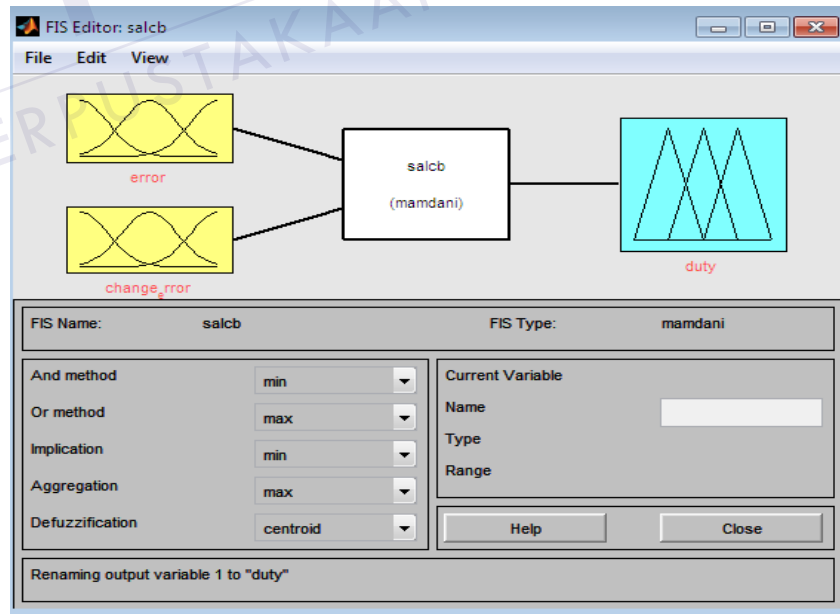 FIS Editor: salcb
File Edit View
error
change_error
salcb
(mamdani)
duty
FIS Name: salcb
FIS Type: mamdani
And method min
Or method max
Implication min
Aggregation max
Defuzzification centroid
Current Variable
Name
Type
Range
Help Close
Renaming output variable 1 to "duty"